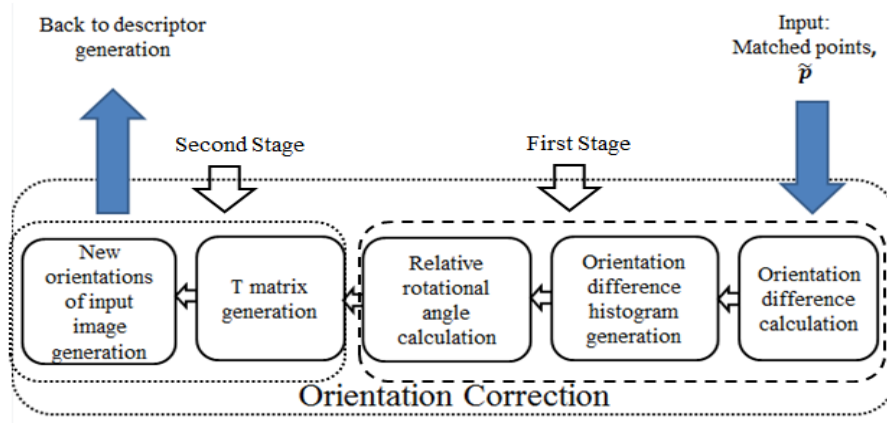 Back to descriptor
generation
Input:
Matched points,
p̃
Second Stage
First Stage
New
orientations
of input
image
generation
T matrix
generation
Relative
rotational
angle
calculation
Orientation
difference
histogram
generation
Orientation
difference
calculation
Orientation Correction